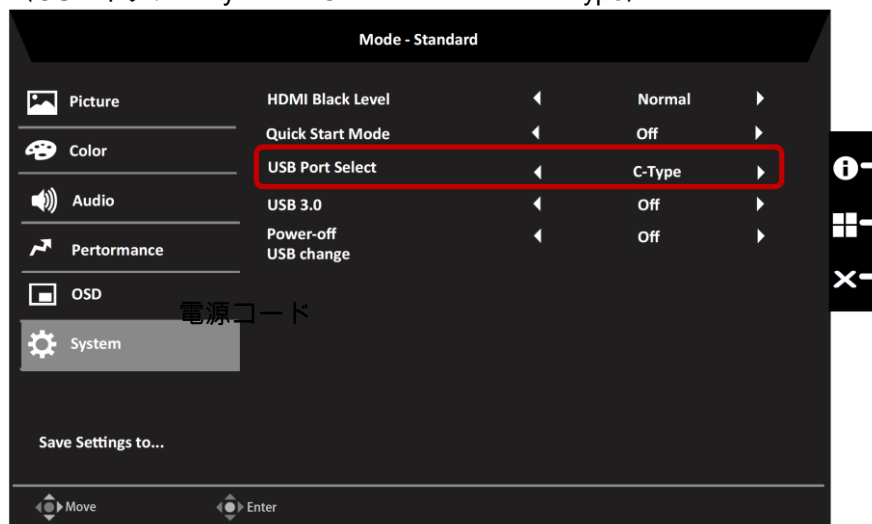 Mode - Standard
Picture
Color
Audio
Pertormance
OSD
System
Save Settings to...
HDMI Black Level Normal
Quick Start Mode Off
USB Port Select C-Type
USB 3.0 Off
Power-off Off
USB change
電源コード
Move Enter